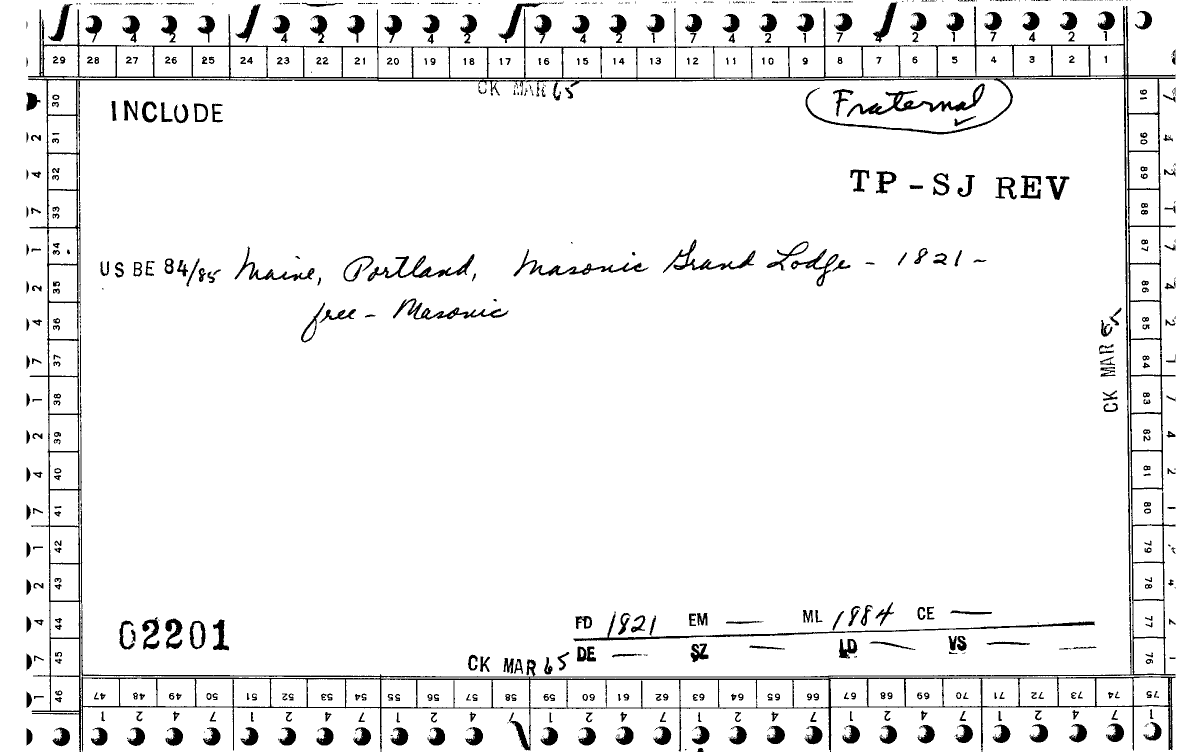 7 4 2 1 7 4 2 1 7 4 2 1 7 4 2 1 7 4 2 1 7 4 2 1 7 4 2 1
29 28 27 26 25 24 23 22 21 20 19 18 17 16 15 14 13 12 11 10 9 8 7 6 5 4 3 2 1
CK MAR 65
INCLUDE
Fraternal
TP-SJ REV
US BE 84/85 Maine, Portland, Masonic Grand Lodge - 1821 -
free - Masonic
CK MAR 65
02201
FD 1821 EM — ML 1884 CE —
DE — SZ — LD — VS —
CK MAR 65
30 31 32 33 34 35 36 37 38 39 40 41 42 43 44 45 46
91 90 89 88 87 86 85 84 83 82 81 80 79 78 77 76
47 48 49 50 51 52 53 54 55 56 57 58 59 60 61 62 63 64 65 66 67 68 69 70 71 72 73 74 75
1 2 4 7 1 2 4 7 1 2 4 7 1 2 4 7 1 2 4 7 1 2 4 7 1 2 4 7 1